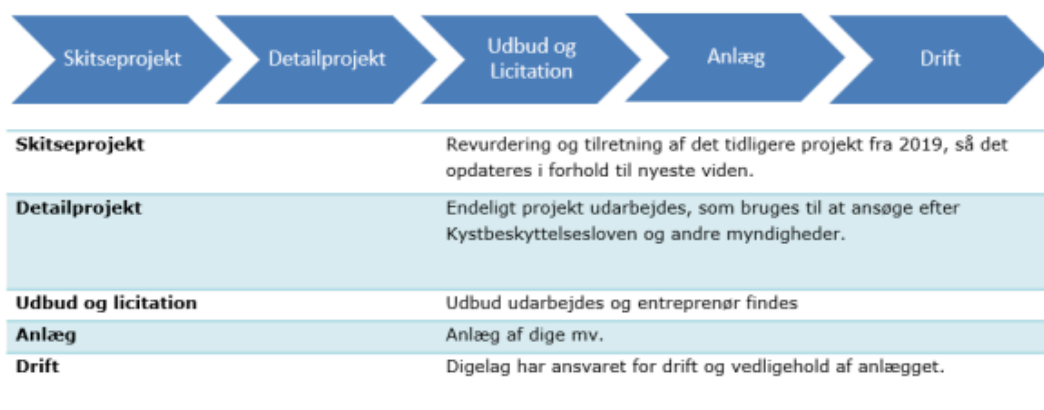 Skitseprojekt
Detailprojekt
Udbud og
Licitation
Anlæg
Drift
Skitseprojekt
Revurdering og tilretning af det tidligere projekt fra 2019, så det
opdateres i forhold til nyeste viden.
Detailprojekt
Endeligt projekt udarbejdes, som bruges til at ansøge efter
Kystbeskyttelsesloven og andre myndigheder.
Udbud og licitation
Udbud udarbejdes og entreprenør findes
Anlæg
Anlæg af dige mv.
Drift
Digelag har ansvaret for drift og vedligehold af anlægget.